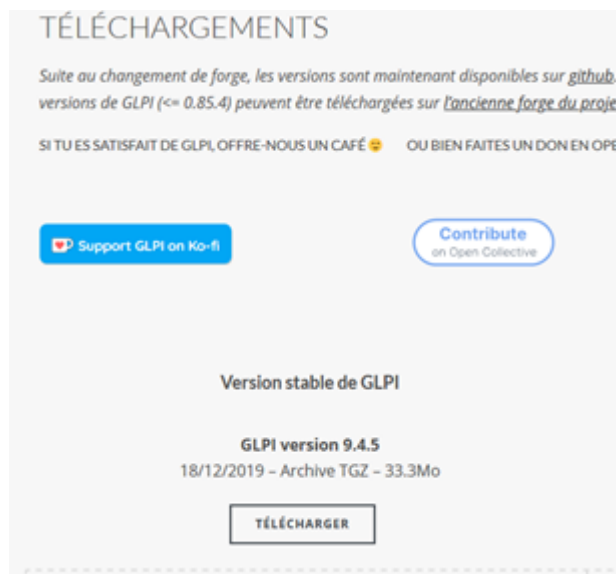 TÉLÉCHARGEMENTS
Suite au changement de forge, les versions sont maintenant disponibles sur github.
versions de GLPI (<= 0.85.4) peuvent être téléchargées sur l'ancienne forge du proje
SI TU ES SATISFAIT DE GLPI, OFFRE-NOUS UN CAFÉ 😊 OU BIEN FAITES UN DON EN OPE
Support GLPI on Ko-fi
Contribute
on Open Collective
Version stable de GLPI
GLPI version 9.4.5
18/12/2019 – Archive TGZ – 33.3Mo
TÉLÉCHARGER